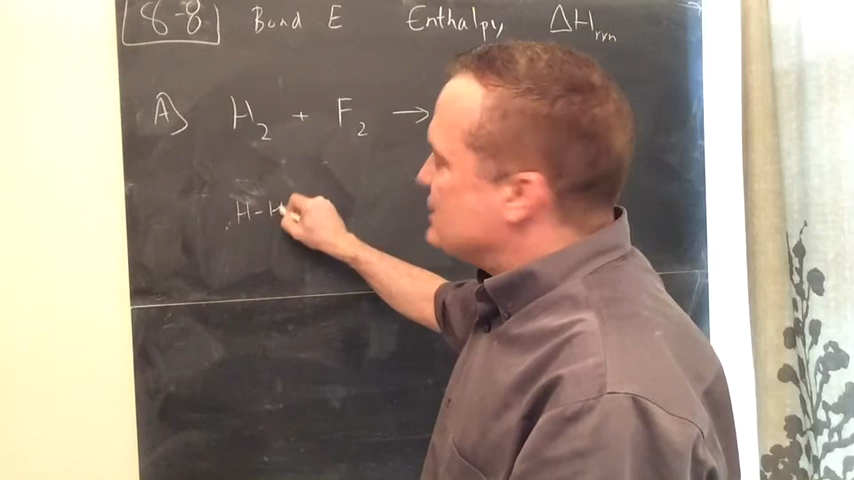 8-8 Bond E Enthalpy ΔH rxn
A) H2 + F2 →
H-H